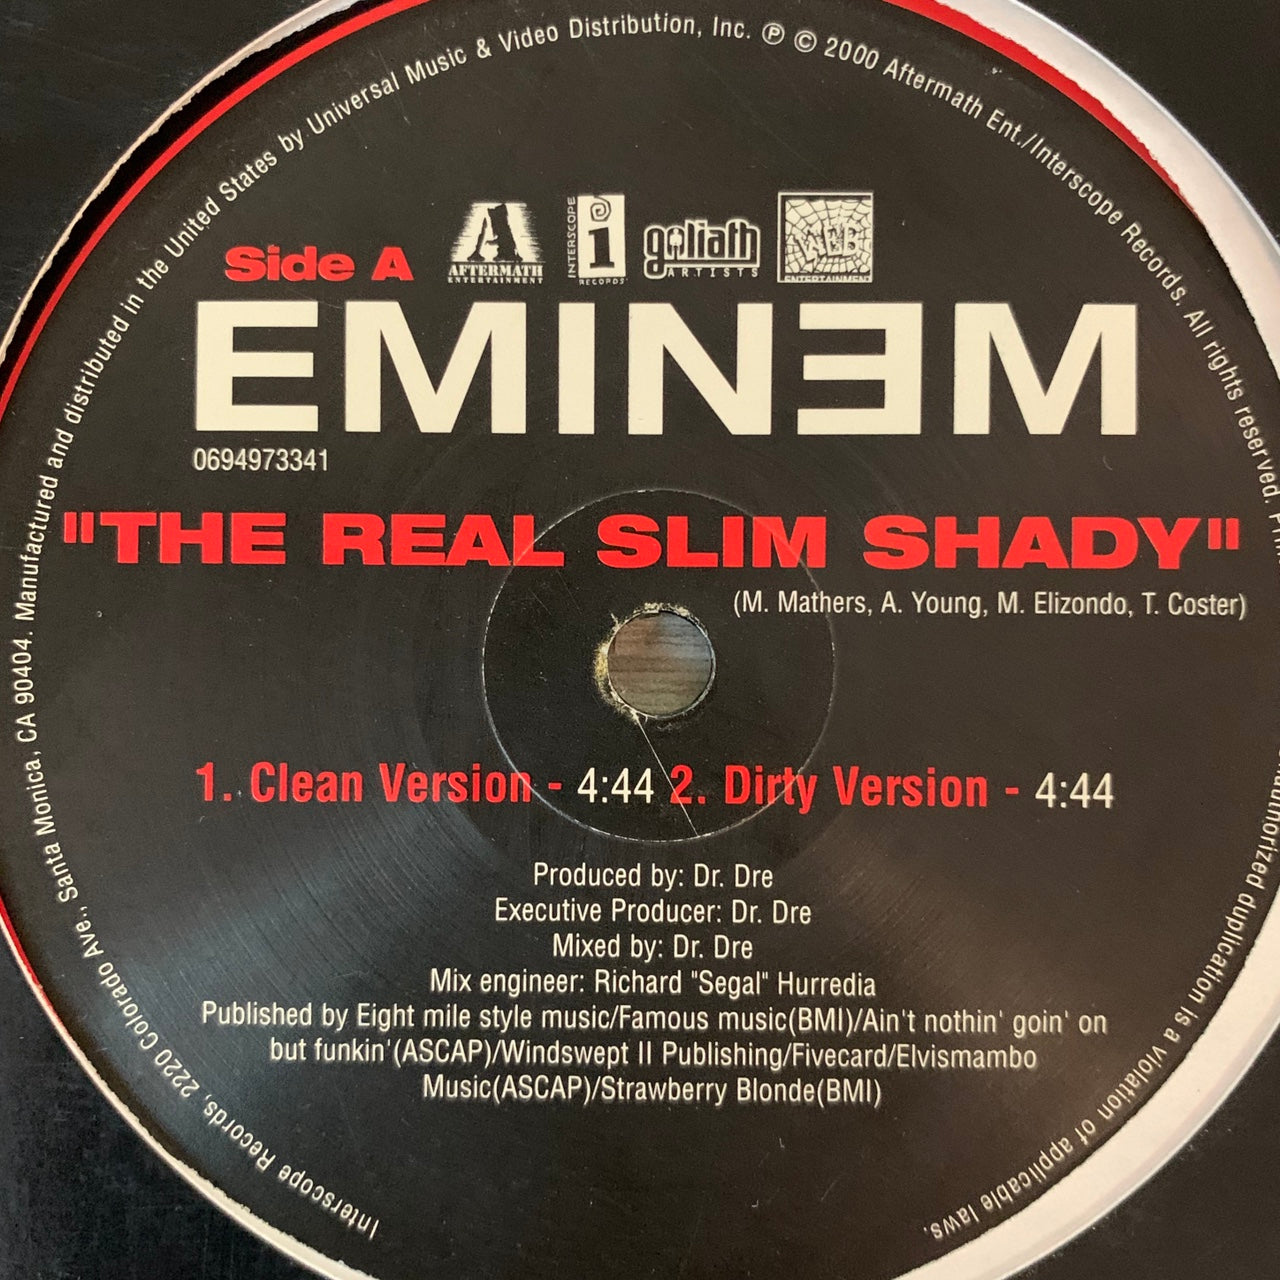 Manufactured and distributed in the United States by Universal Music & Video Distribution, Inc. ℗ © 2000 Aftermath Ent./Interscope Records. All rights reserved.
Side A
AFTERMATH
ENTERTAINMENT
INTERSCOPE
RECORDS
goliath
ARTISTS
WEB
ENTERTAINMENT
EMINƎM
0694973341
"THE REAL SLIM SHADY"
(M. Mathers, A. Young, M. Elizondo, T. Coster)
1. Clean Version - 4:44 2. Dirty Version - 4:44
Produced by: Dr. Dre
Executive Producer: Dr. Dre
Mixed by: Dr. Dre
Mix engineer: Richard "Segal" Hurredia
Published by Eight mile style music/Famous music(BMI)/Ain't nothin' goin' on
but funkin'(ASCAP)/Windswept II Publishing/Fivecard/Elvismambo
Music(ASCAP)/Strawberry Blonde(BMI)
Interscope Records, 2220 Colorado Ave., Santa Monica, CA 90404.
duplication is a violation of applicable laws.